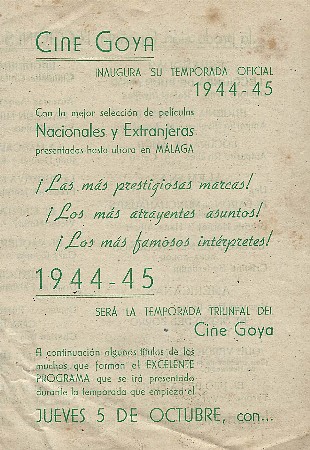 CINE GOYA
INAUGURA SU TEMPORADA OFICIAL
1944-45
Con la mejor selección de películas
Nacionales y Extranjeras
presentadas hasta ahora en MÁLAGA
¡Las más prestigiosas marcas!
¡Los más atrayentes asuntos!
¡Los más famosos intérpretes!
1944-45
SERÁ LA TEMPORADA TRIUNFAL DEL
Cine Goya
A continuación algunos títulos de los
muchos que forman el EXCELENTE
PROGRAMA que se irá presentado
durante la temporada que empieza el
JUEVES 5 DE OCTUBRE, con...